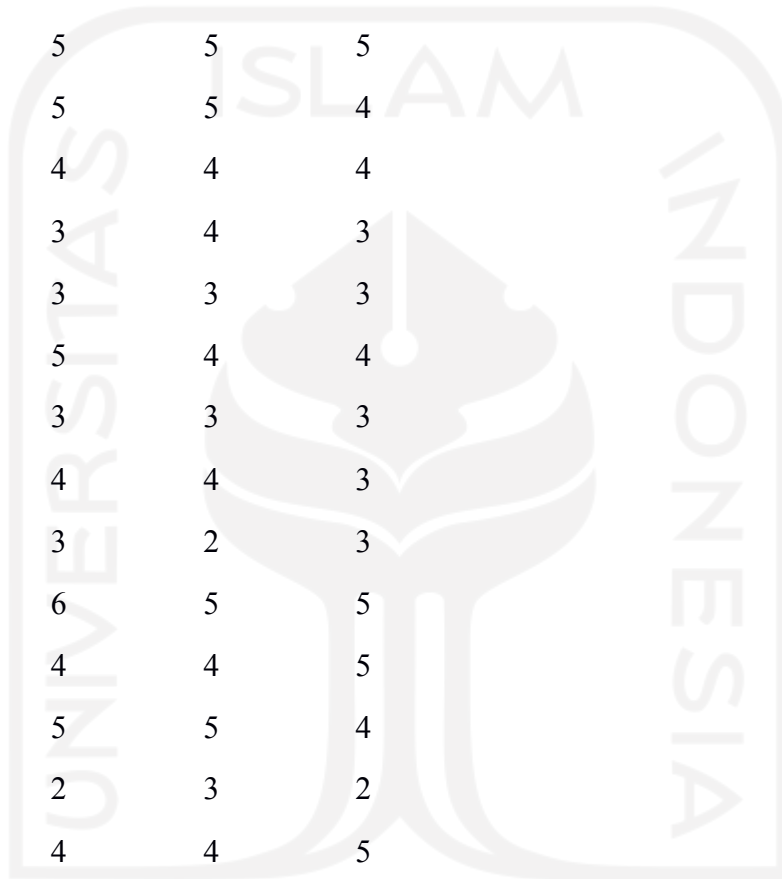 5 5 5
5 5 4
4 4 4
3 4 3
3 3 3
5 4 4
3 3 3
4 4 3
3 2 3
6 5 5
4 4 5
5 5 4
2 3 2
4 4 5
ISLAM
UNIVERSITAS
INDONESIA